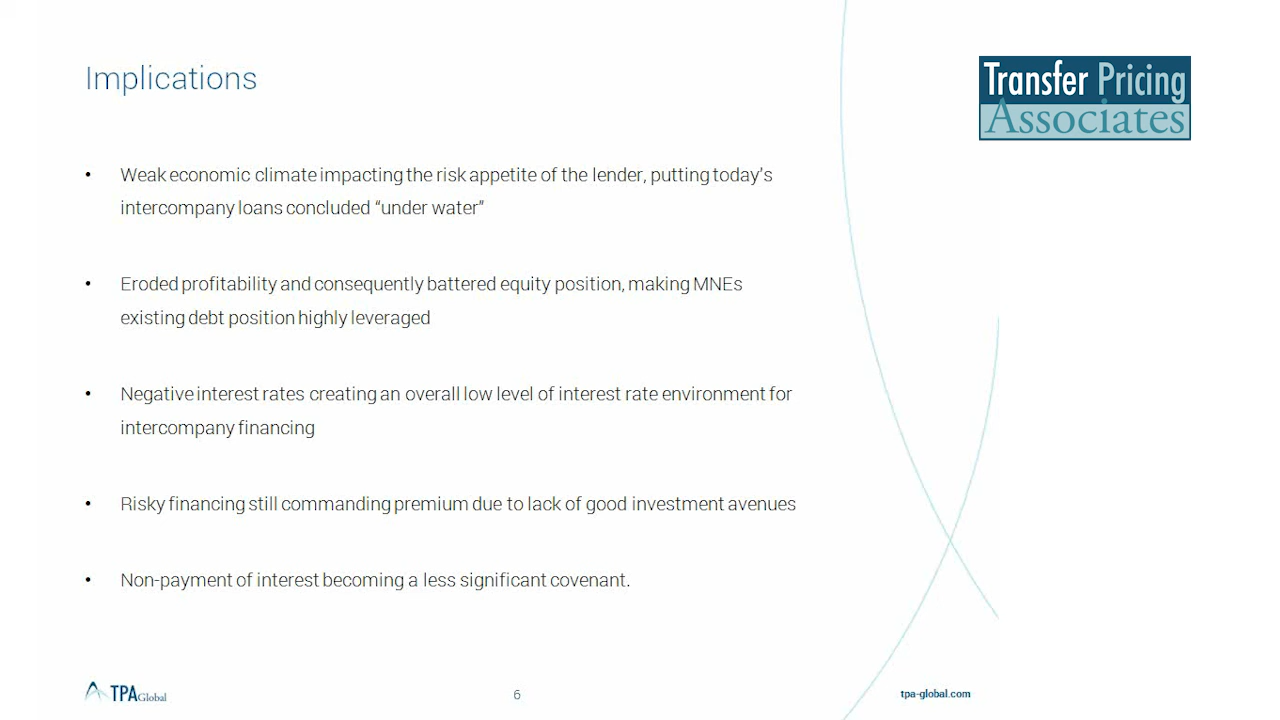 Implications
Transfer Pricing
Associates
• Weak economic climate impacting the risk appetite of the lender, putting today's
intercompany loans concluded “under water”
• Eroded profitability and consequently battered equity position, making MNEs
existing debt position highly leveraged
• Negative interest rates creating an overall low level of interest rate environment for
intercompany financing
• Risky financing still commanding premium due to lack of good investment avenues
• Non-payment of interest becoming a less significant covenant.
TPA Global
6
tpa-global.com